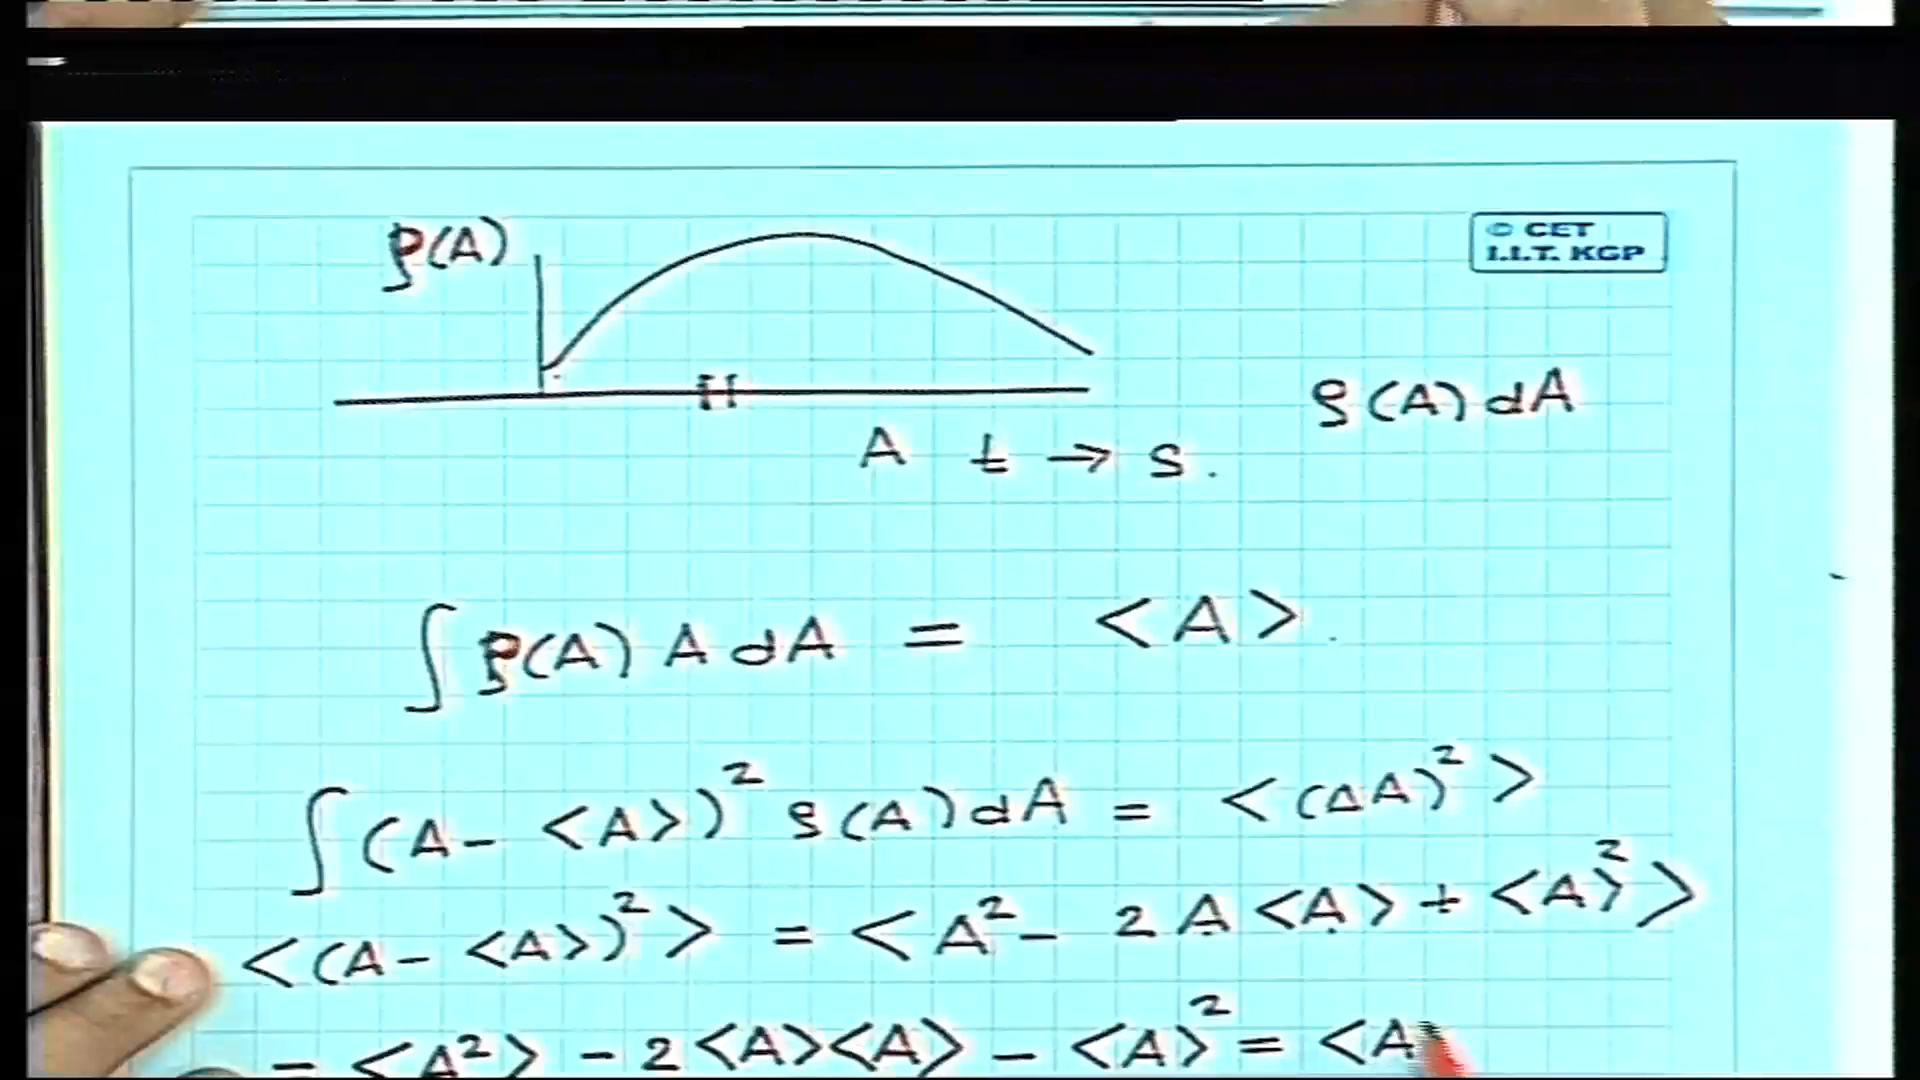 ρ(A)
© CET
I.I.T. KGP
ρ(A) dA
A t → s.
∫ ρ(A) A dA = <A>.
∫ (A - <A>)² ρ(A) dA = <(ΔA)²>
<(A - <A>)²> = <A² - 2A<A> + <A>²>
= <A²> - 2<A><A> - <A>² = <A